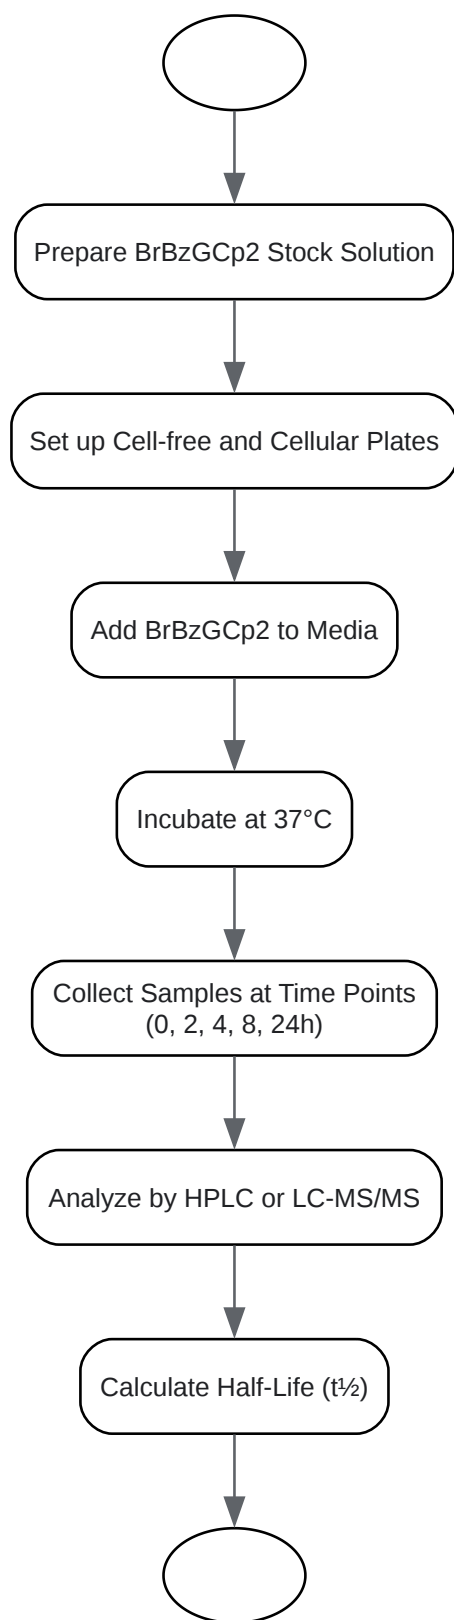 Prepare BrBzGCp2 Stock Solution
Set up Cell-free and Cellular Plates
Add BrBzGCp2 to Media
Incubate at 37°C
Collect Samples at Time Points
(0, 2, 4, 8, 24h)
Analyze by HPLC or LC-MS/MS
Calculate Half-Life (t½)